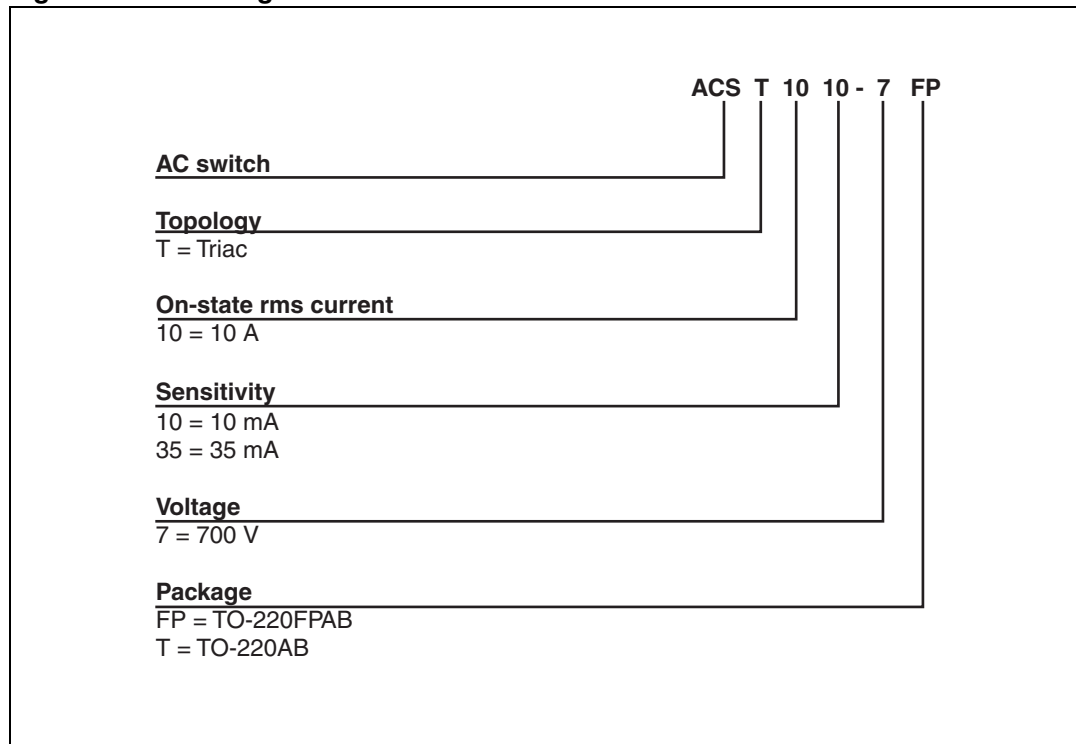 ACS T 10 10 - 7 FP
AC switch
Topology
T = Triac
On-state rms current
10 = 10 A
Sensitivity
10 = 10 mA
35 = 35 mA
Voltage
7 = 700 V
Package
FP = TO-220FPAB
T = TO-220AB